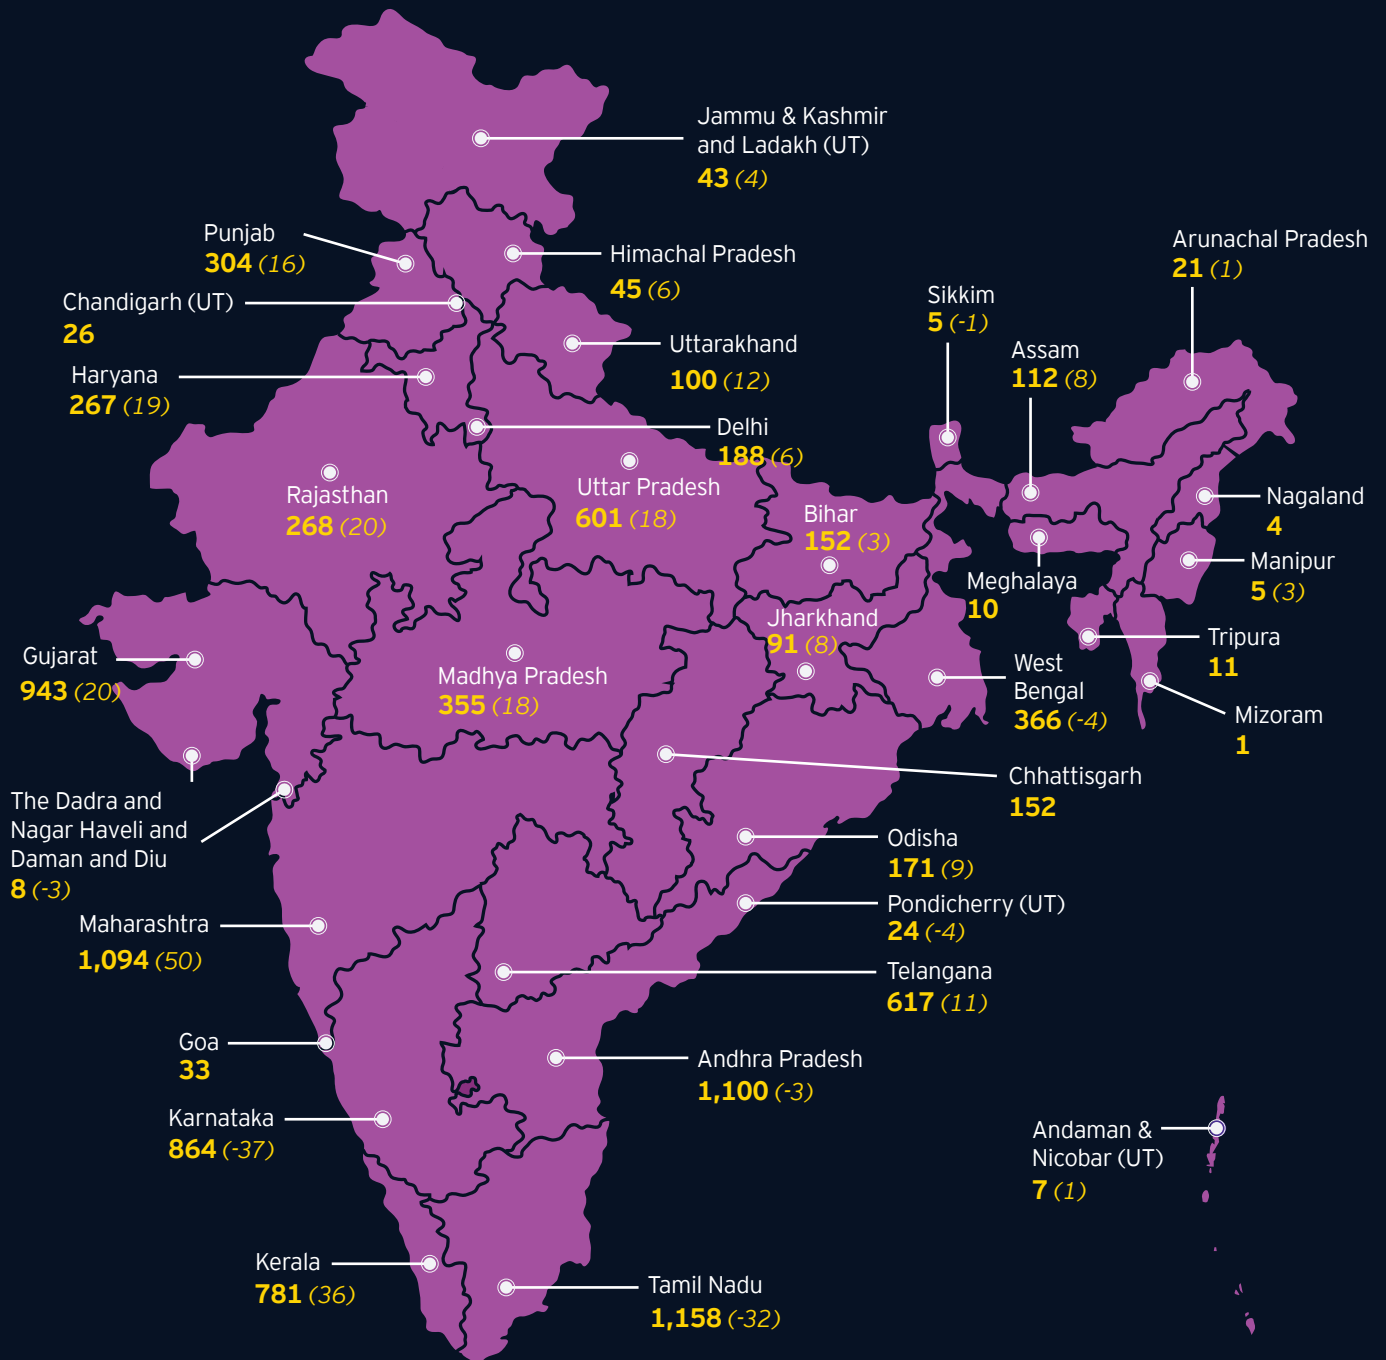 Jammu & Kashmir
and Ladakh (UT)
43 (4)
Punjab
304 (16)
Himachal Pradesh
45 (6)
Arunachal Pradesh
21 (1)
Chandigarh (UT)
26
Sikkim
5 (-1)
Uttarakhand
100 (12)
Assam
112 (8)
Haryana
267 (19)
Delhi
188 (6)
Rajasthan
268 (20)
Uttar Pradesh
601 (18)
Bihar
152 (3)
Nagaland
4
Manipur
5 (3)
Meghalaya
10
Jharkhand
91 (8)
Tripura
11
Gujarat
943 (20)
Madhya Pradesh
355 (18)
West
Bengal
366 (-4)
Mizoram
1
Chhattisgarh
152
The Dadra and
Nagar Haveli and
Daman and Diu
8 (-3)
Odisha
171 (9)
Pondicherry (UT)
24 (-4)
Maharashtra
1,094 (50)
Telangana
617 (11)
Goa
33
Andhra Pradesh
1,100 (-3)
Karnataka
864 (-37)
Andaman &
Nicobar (UT)
7 (1)
Kerala
781 (36)
Tamil Nadu
1,158 (-32)